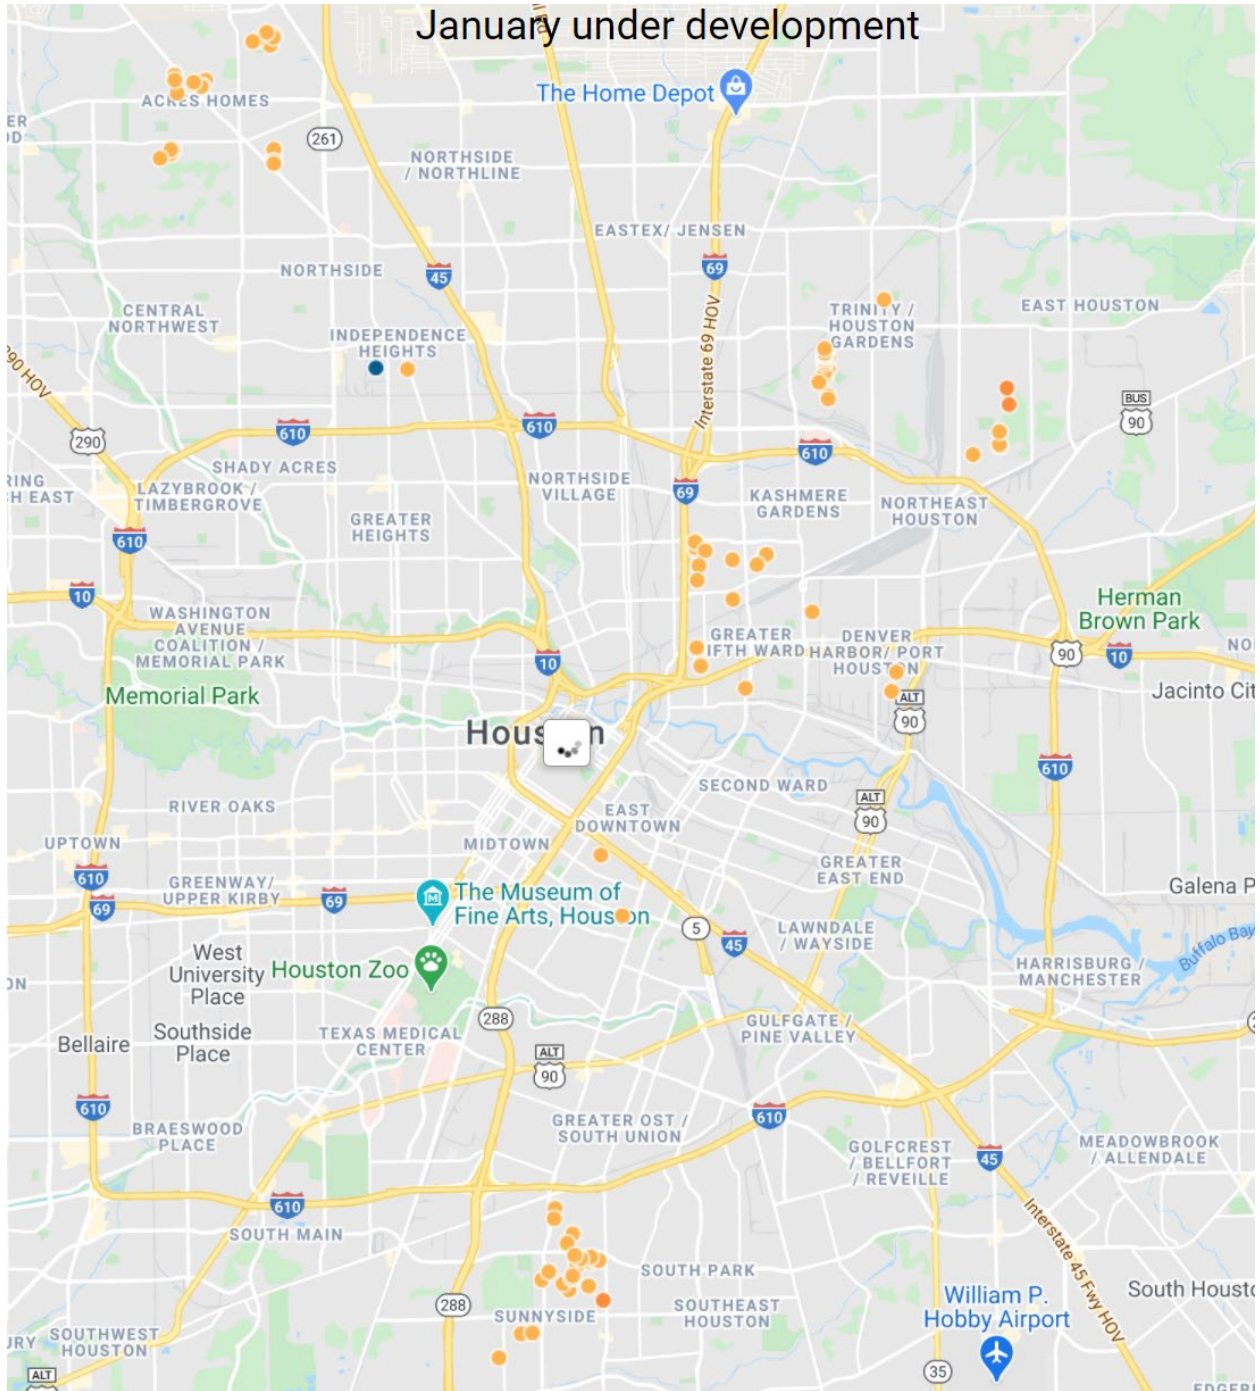 January under development
The Home Depot
ACRES HOMES
261
NORTHSIDE
/ NORTHLINE
EASTEX/ JENSEN
69
NORTHSIDE
45
CENTRAL
NORTHWEST
INDEPENDENCE
HEIGHTS
TRINITY /
HOUSTON
GARDENS
EAST HOUSTON
290 HOV
Interstate 69 HOV
BUS
90
290
610
610
610
SHADY ACRES
LAZYBROOK /
TIMBERGROVE
NORTHSIDE
VILLAGE
69
KASHMERE
GARDENS
NORTHEAST
HOUSTON
GREATER
HEIGHTS
610
10
WASHINGTON
AVENUE
COALITION /
MEMORIAL PARK
Herman
Brown Park
GREATER
IFTH WARD
DENVER
HARBOR/ PORT
HOUSTON
10
90
10
Memorial Park
Jacinto Cit
ALT
90
Houston
610
SECOND WARD
RIVER OAKS
EAST
DOWNTOWN
ALT
90
UPTOWN
MIDTOWN
GREATER
EAST END
610
GREENWAY/
UPPER KIRBY
69
69
The Museum of
Fine Arts, Houston
Galena P
5
45
LAWNDALE
/ WAYSIDE
Buffalo Bay
West
University
Place
Houston Zoo
HARRISBURG /
MANCHESTER
288
Bellaire
Southside
Place
TEXAS MEDICAL
CENTER
GULFGATE /
PINE VALLEY
ALT
90
610
BRAESWOOD
PLACE
GREATER OST /
SOUTH UNION
610
GOLFCREST
/ BELLFORT
/ REVEILLE
45
MEADOWBROOK
/ ALLENDALE
610
SOUTH MAIN
Interstate 45 Fwy HOV
SOUTH PARK
288
SUNNYSIDE
SOUTHEAST
HOUSTON
William P.
Hobby Airport
South Housto
SOUTHWEST
HOUSTON
ALT
35